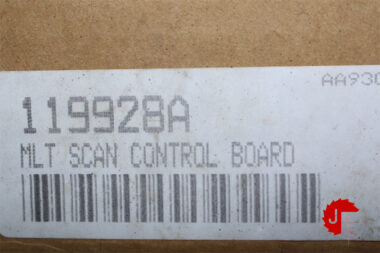 AA930
119928A
MLT SCAN CONTROL BOARD
J